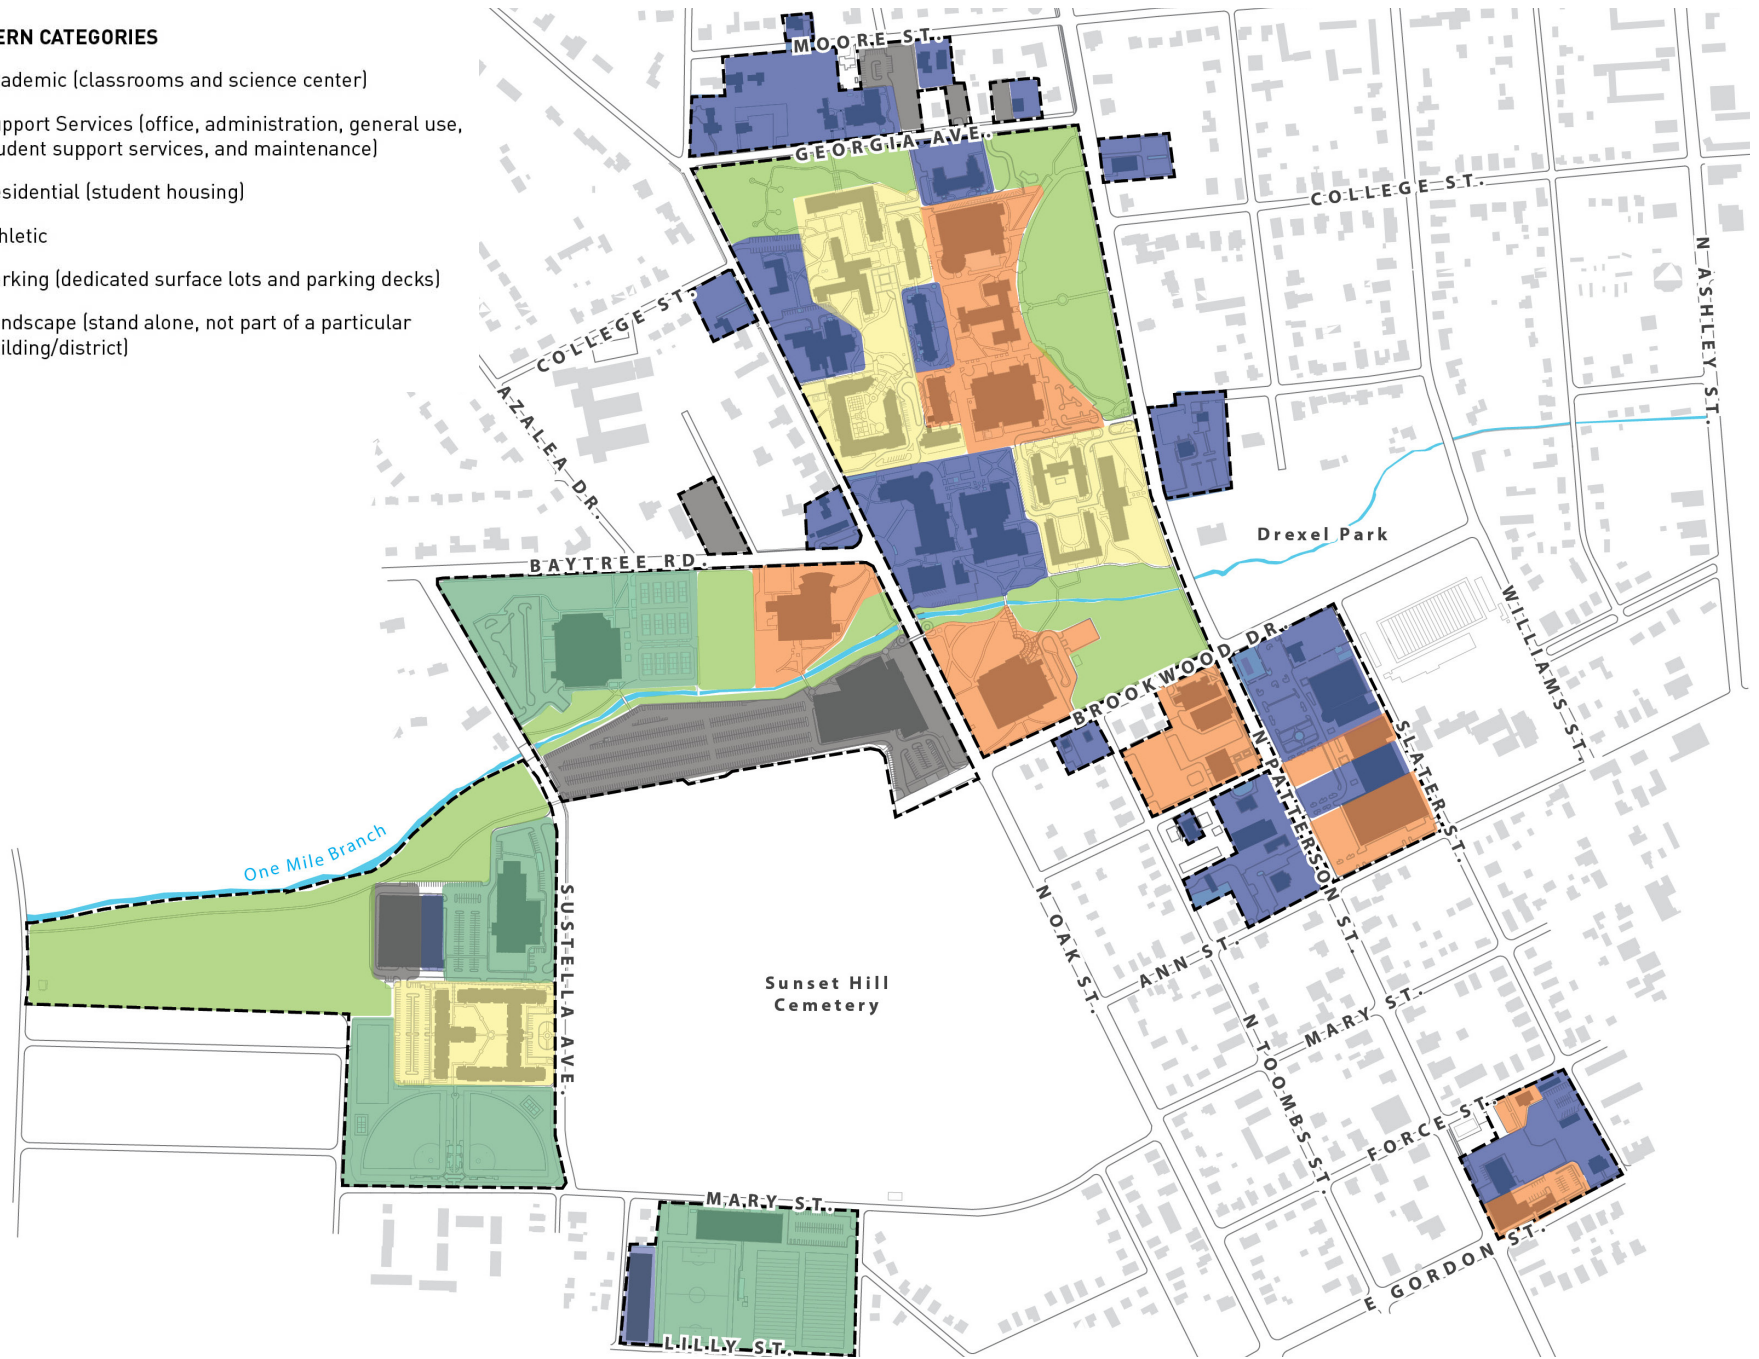 ERN CATEGORIES
ademic (classrooms and science center)
pport Services (office, administration, general use,
udent support services, and maintenance)
sidential (student housing)
hletic
rking (dedicated surface lots and parking decks)
ndscape (stand alone, not part of a particular
ilding/district)
MOORE ST.
GEORGIA AVE.
COLLEGE ST.
N ASHLEY ST.
COLLEGE ST.
AZALEA DR.
BAYTREE RD.
Drexel Park
WILLIAMS ST.
BROOKWOOD DR.
SLATER ST.
N PATTERSON ST.
One Mile Branch
SUSTELLA AVE.
Sunset Hill
Cemetery
N OAK ST.
ANN ST.
MARY ST.
N TOOMBS ST.
FORCE ST.
MARY ST.
E GORDON ST.
LILLY ST.